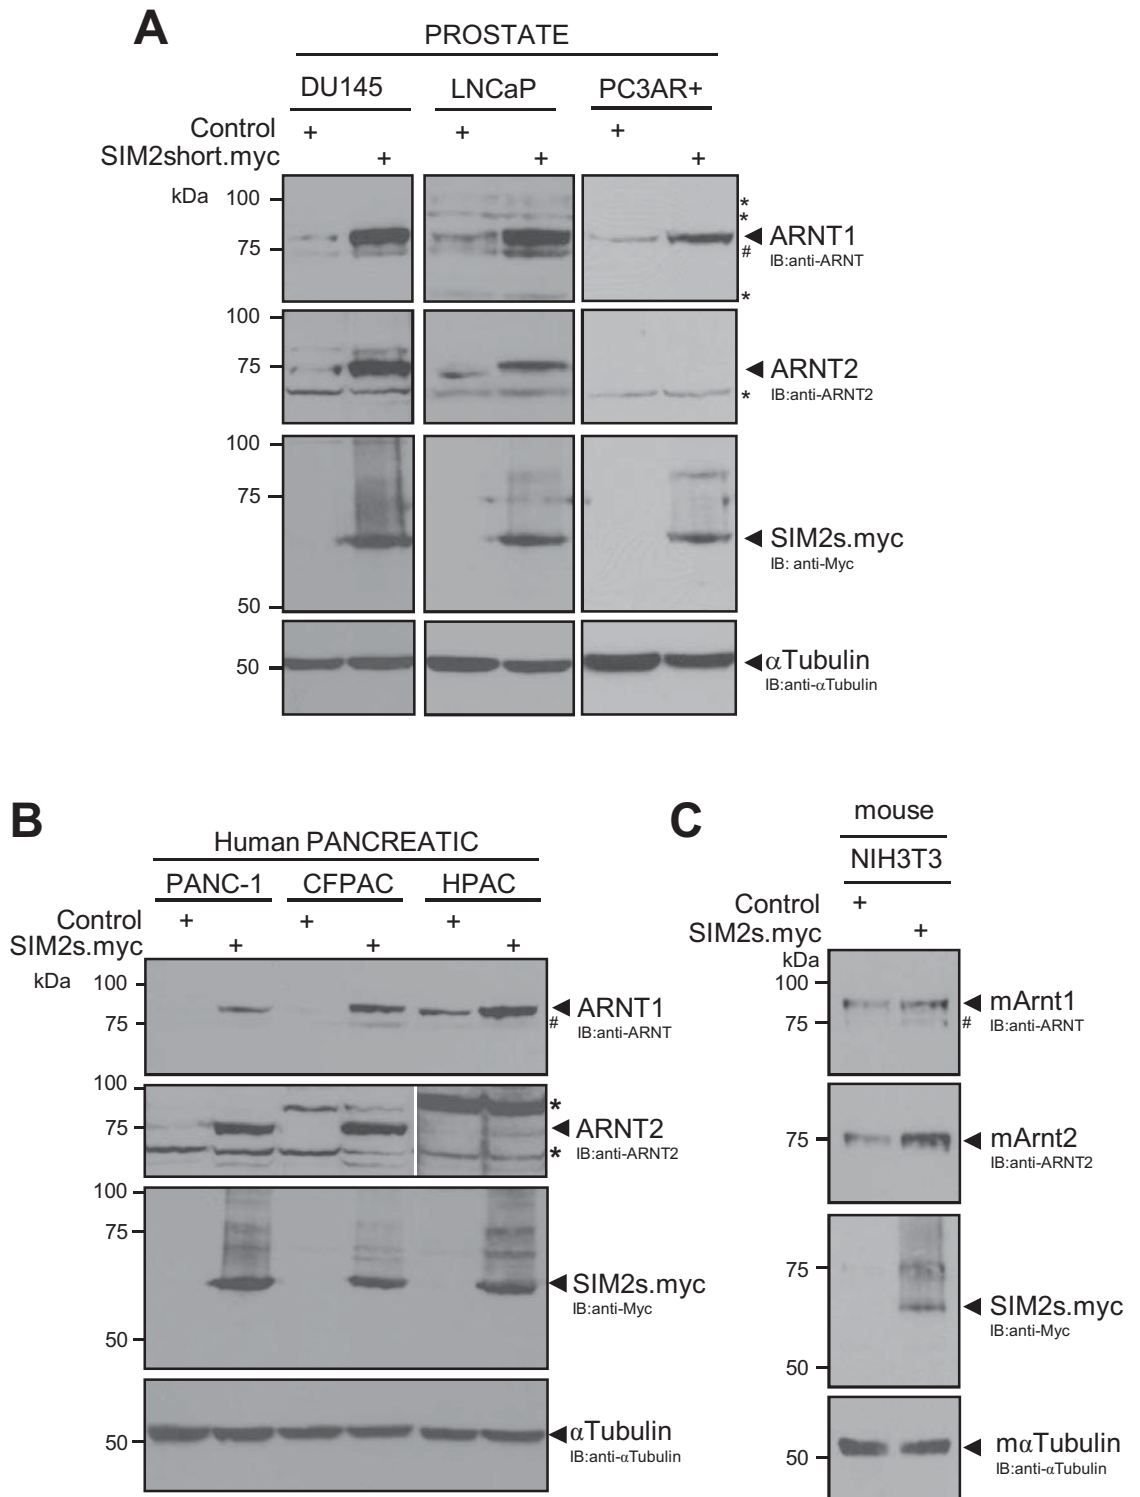 A
PROSTATE
DU145 LNCaP PC3AR+
Control + + +
SIM2short.myc + + +
kDa 100
*
*
ARNT1
75
#
IB:anti-ARNT
*
100
75
ARNT2
* IB:anti-ARNT2
100
75
SIM2s.myc
IB: anti-Myc
50
50
αTubulin
IB:anti-αTubulin
B
Human PANCREATIC
PANC-1 CFPAC HPAC
Control + + +
SIM2s.myc + + +
kDa 100
ARNT1
75
#
IB:anti-ARNT
100
*
75
ARNT2
* IB:anti-ARNT2
100
75
SIM2s.myc
IB:anti-Myc
50
50
αTubulin
IB:anti-αTubulin
C
mouse
NIH3T3
Control +
SIM2s.myc +
kDa
100
mArnt1
75
#
IB:anti-ARNT
75
mArnt2
IB:anti-ARNT2
75
SIM2s.myc
IB:anti-Myc
50
50
mαTubulin
IB:anti-αTubulin